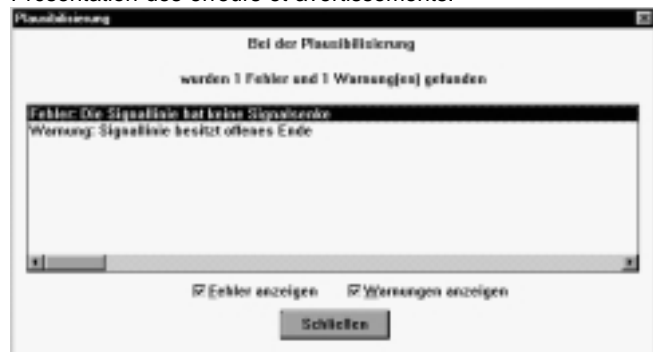 Présentation des erreurs et avertissements.
Plausibilisierung
Bei der Plausibilisierung
wurden 1 Fehler und 1 Warnung(en) gefunden
Fehler: Die Signallinie hat keine Signalsenke
Warnung: Signallinie besitzt offenes Ende
Fehler anzeigen Warnungen anzeigen
Schließen